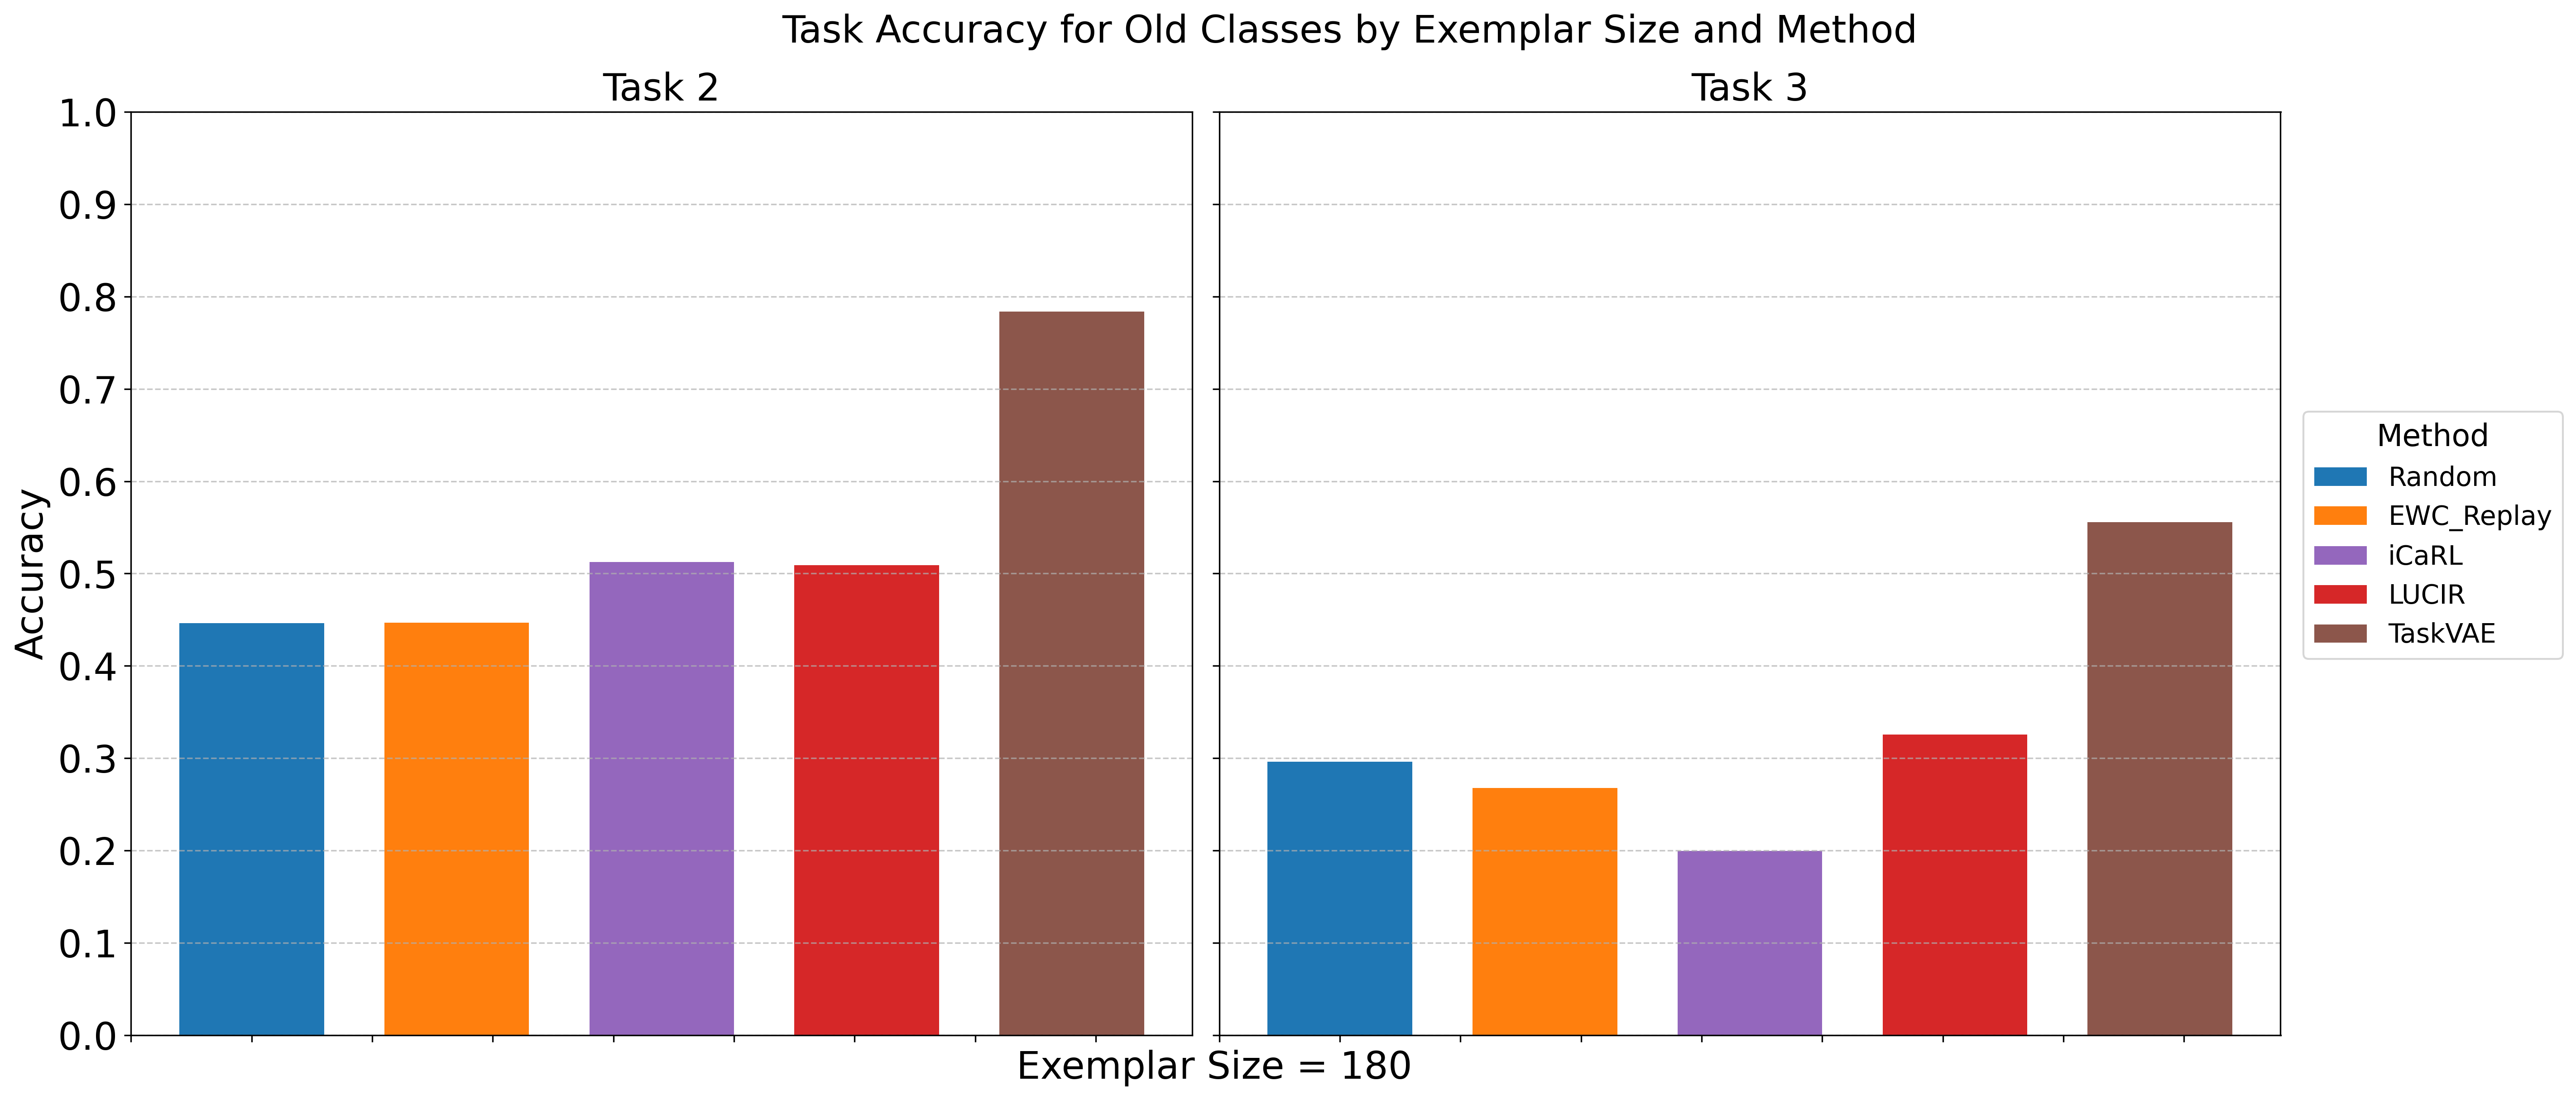 Task Accuracy for Old Classes by Exemplar Size and Method
Task 2
Task 3
1.0
0.9
0.8
0.7
0.6
0.5
0.4
0.3
0.2
0.1
0.0
Accuracy
Exemplar Size = 180
Method
Random
EWC_Replay
iCaRL
LUCIR
TaskVAE